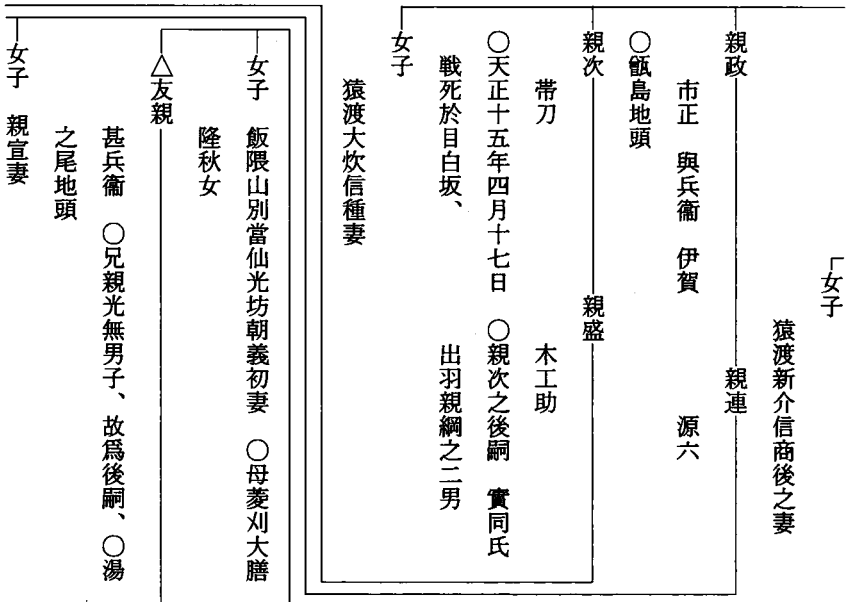 女子
猿渡新介信商後之妻
親政
市正　與兵衞　伊賀
○甑島地頭
親連
源六
親次
帯刀
○天正十五年四月十七日
戦死於目白坂、
親盛
木工助
○親次之後嗣　實同氏
出羽親綱之二男
女子
猿渡大炊信種妻
女子　飯隈山別當仙光坊朝義初妻　○母菱刈大膳
隆秋女
△友親
甚兵衞　○兄親光無男子、故爲後嗣、○湯
之尾地頭
女子　親宣妻